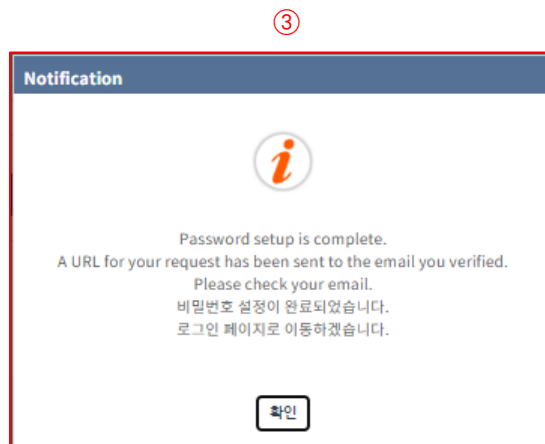 ③
Notification
i
Password setup is complete.
A URL for your request has been sent to the email you verified.
Please check your email.
비밀번호 설정이 완료되었습니다.
로그인 페이지로 이동하겠습니다.
확인